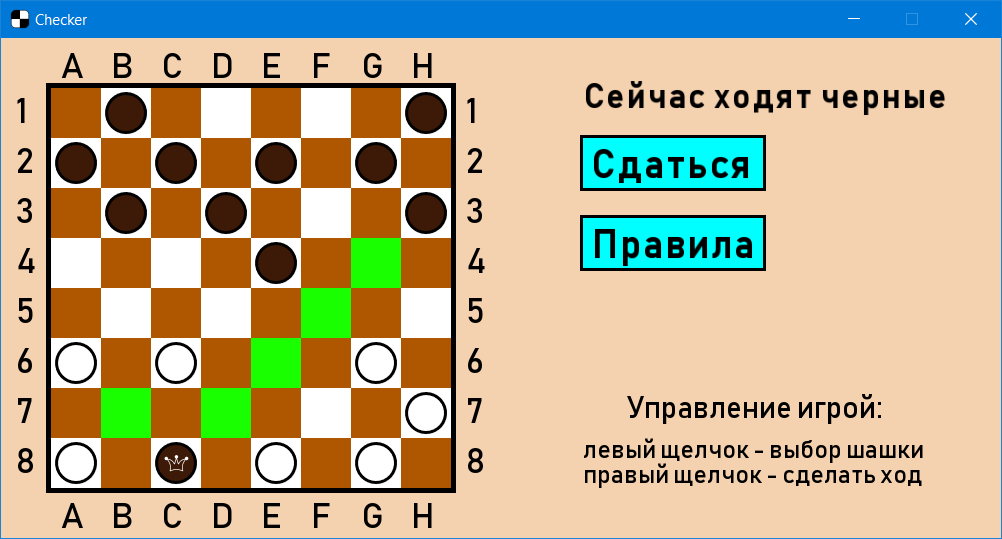 Checker
A B C D E F G H
1 1
Сейчас ходят черные
2 2
Сдаться
3 3
4 4
Правила
5 5
6 6
7 7
Управление игрой:
8 8
левый щелчок - выбор шашки
правый щелчок - сделать ход
A B C D E F G H